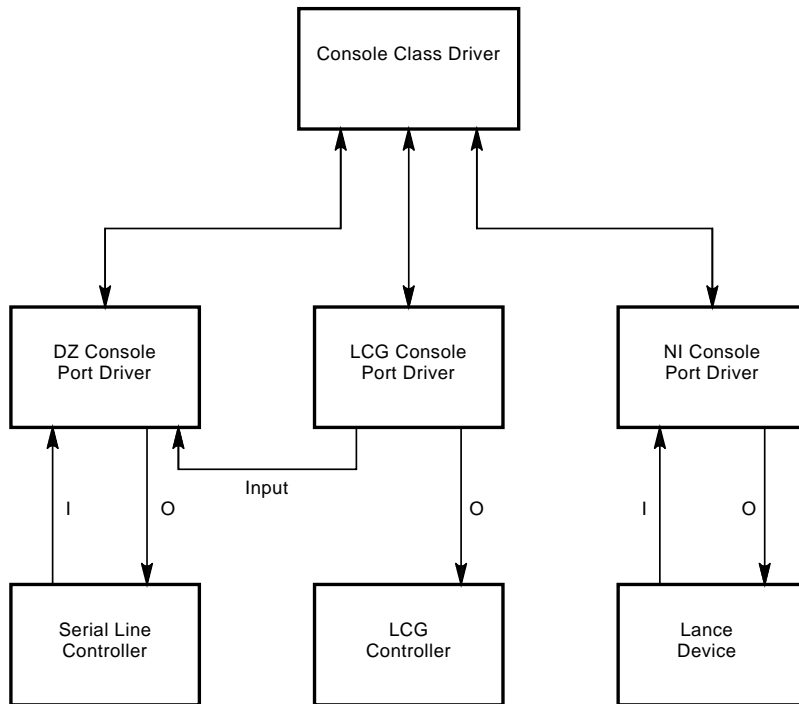 Console Class Driver
DZ Console
Port Driver
LCG Console
Port Driver
NI Console
Port Driver
Input
I
O
O
I
O
Serial Line
Controller
LCG
Controller
Lance
Device